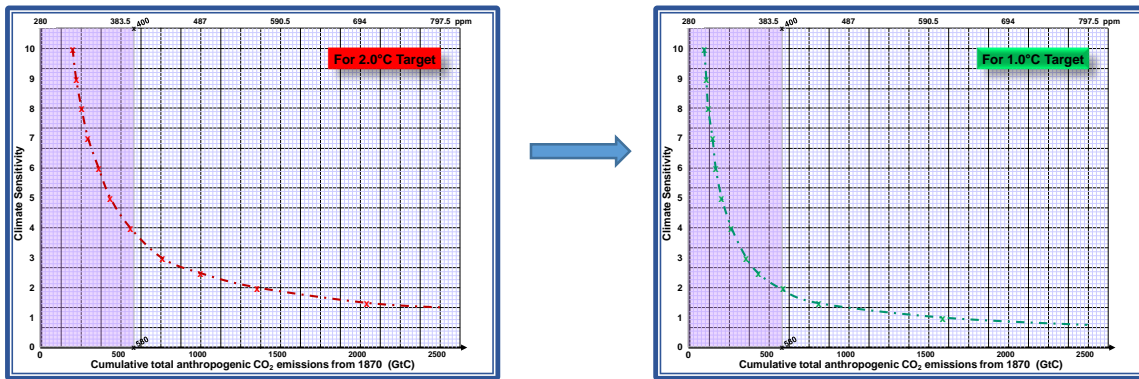 280 383.5 487 590.5 694 797.5 ppm
400
10
9
8
7
6
5
4
3
2
1
0
Climate Sensitivity
For 2.0°C Target
0 500 1000 1500 2000 2500
580
Cumulative total anthropogenic CO₂ emissions from 1870 (GtC)
280 383.5 487 590.5 694 797.5 ppm
400
10
9
8
7
6
5
4
3
2
1
0
Climate Sensitivity
For 1.0°C Target
0 500 1000 1500 2000 2500
580
Cumulative total anthropogenic CO₂ emissions from 1870 (GtC)